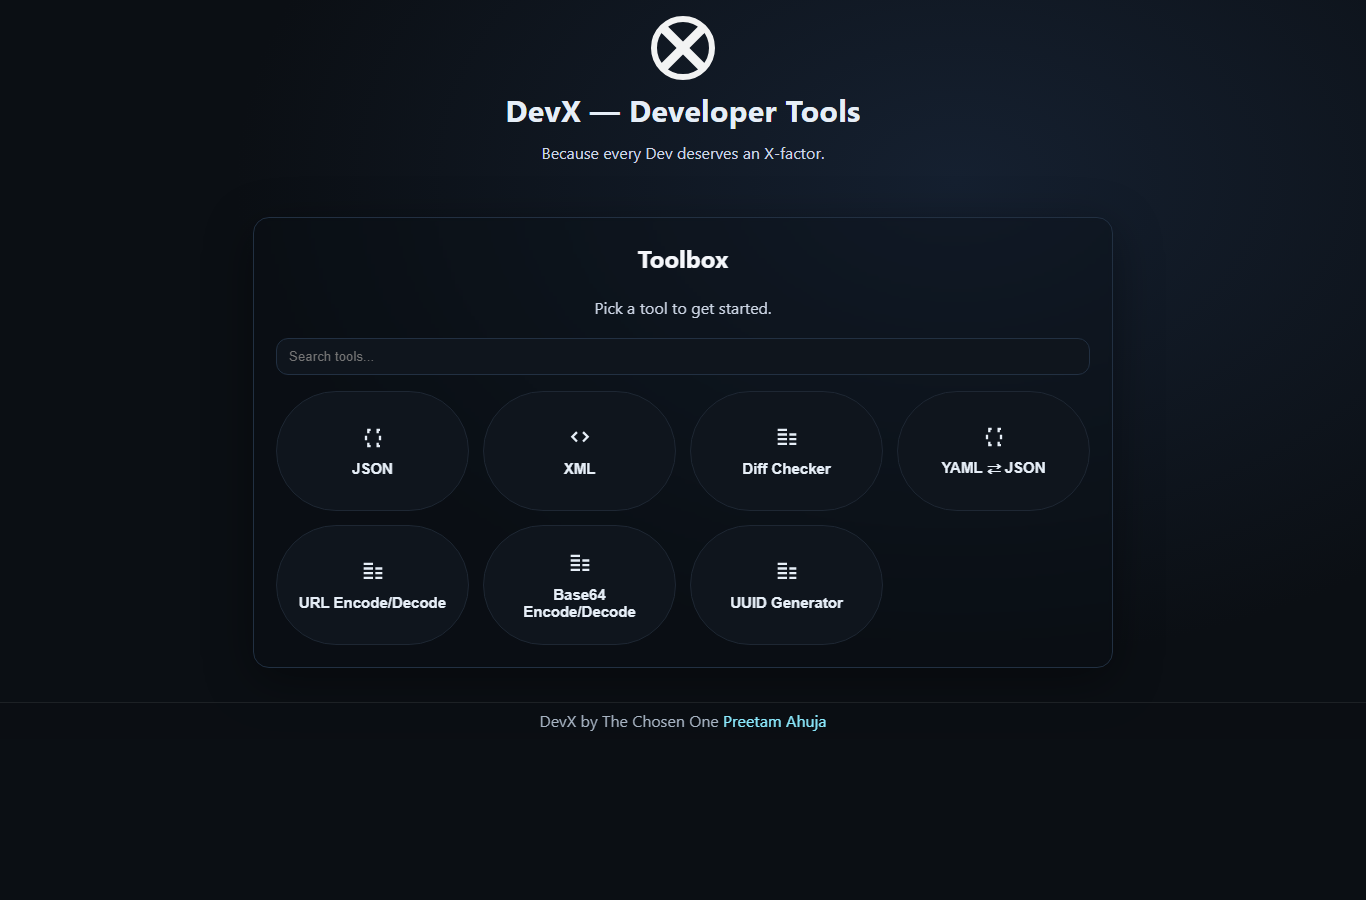 DevX — Developer Tools
Because every Dev deserves an X-factor.
Toolbox
Pick a tool to get started.
Search tools...
JSON
XML
Diff Checker
YAML ⇄ JSON
URL Encode/Decode
Base64
Encode/Decode
UUID Generator
DevX by The Chosen One Preetam Ahuja